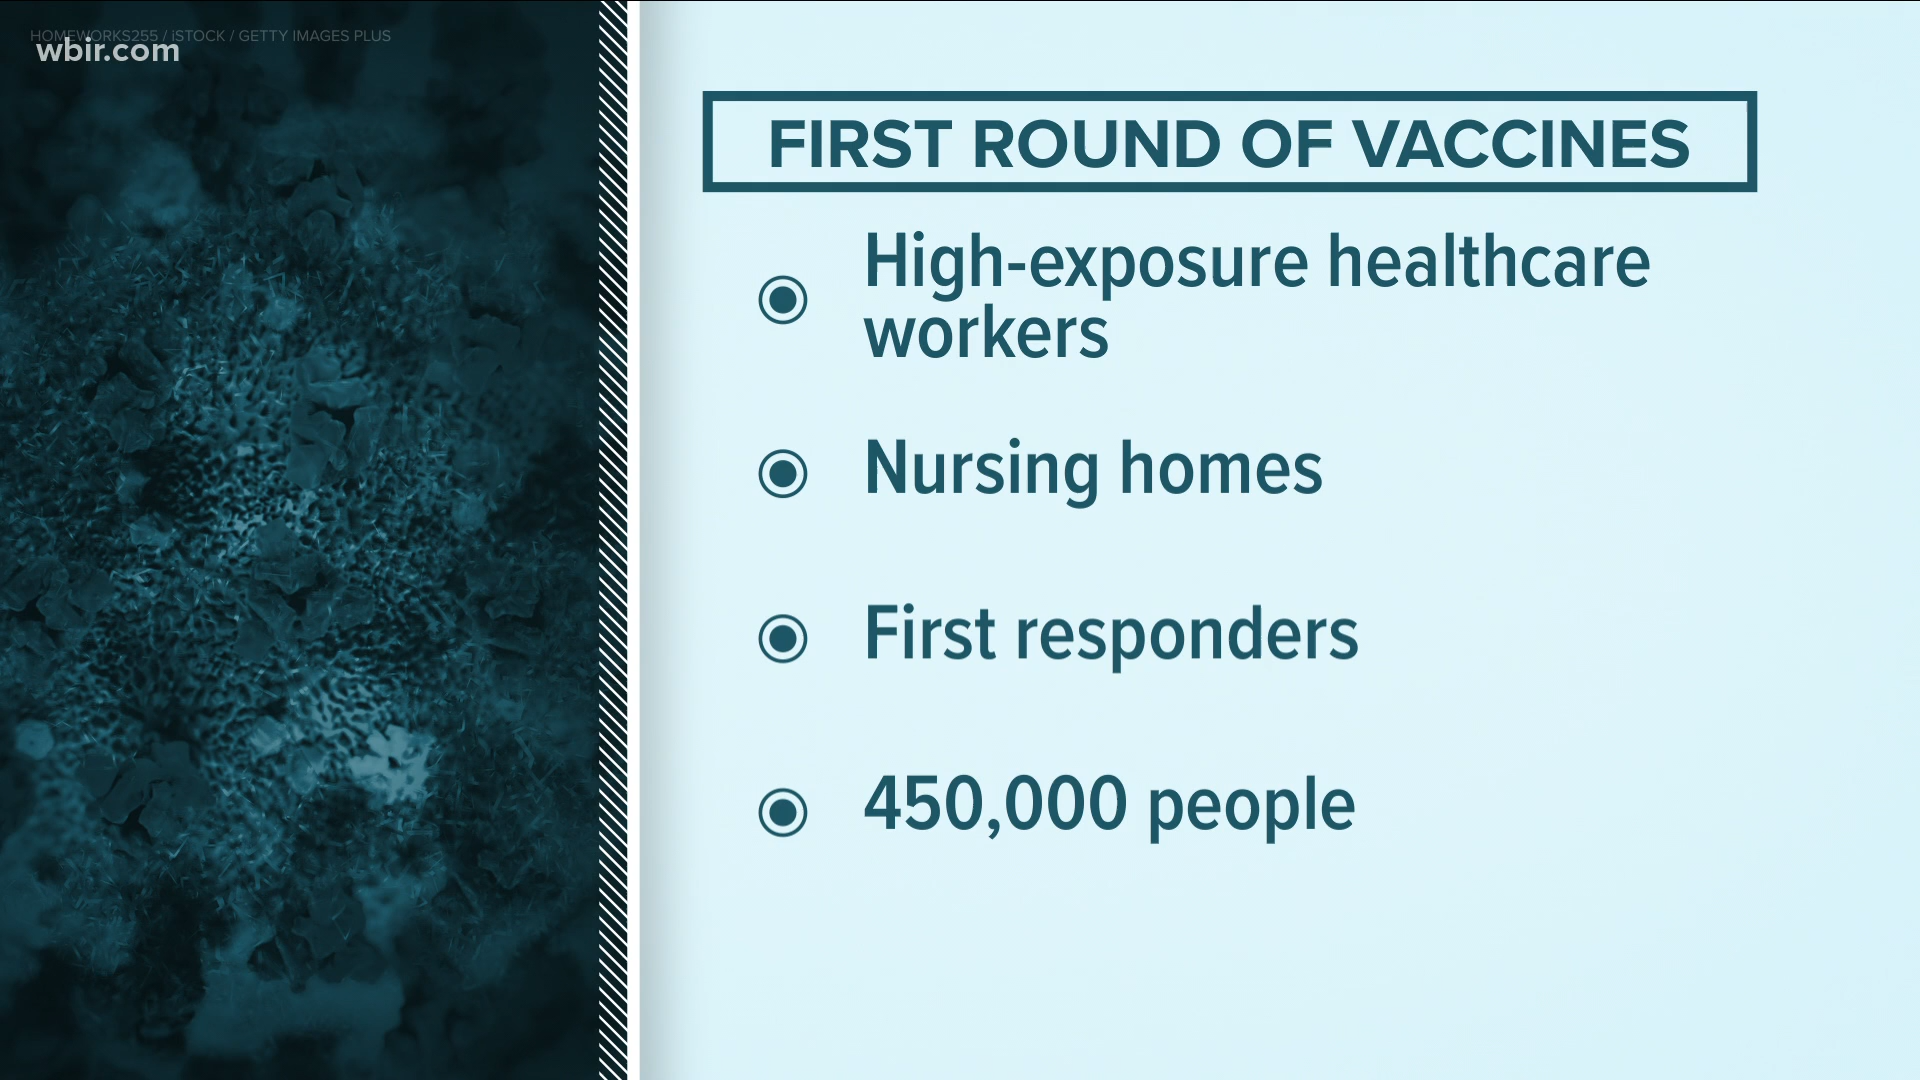 HOMEWORKS255 / iSTOCK / GETTY IMAGES PLUS
wbir.com
FIRST ROUND OF VACCINES
High-exposure healthcare
workers
Nursing homes
First responders
450,000 people